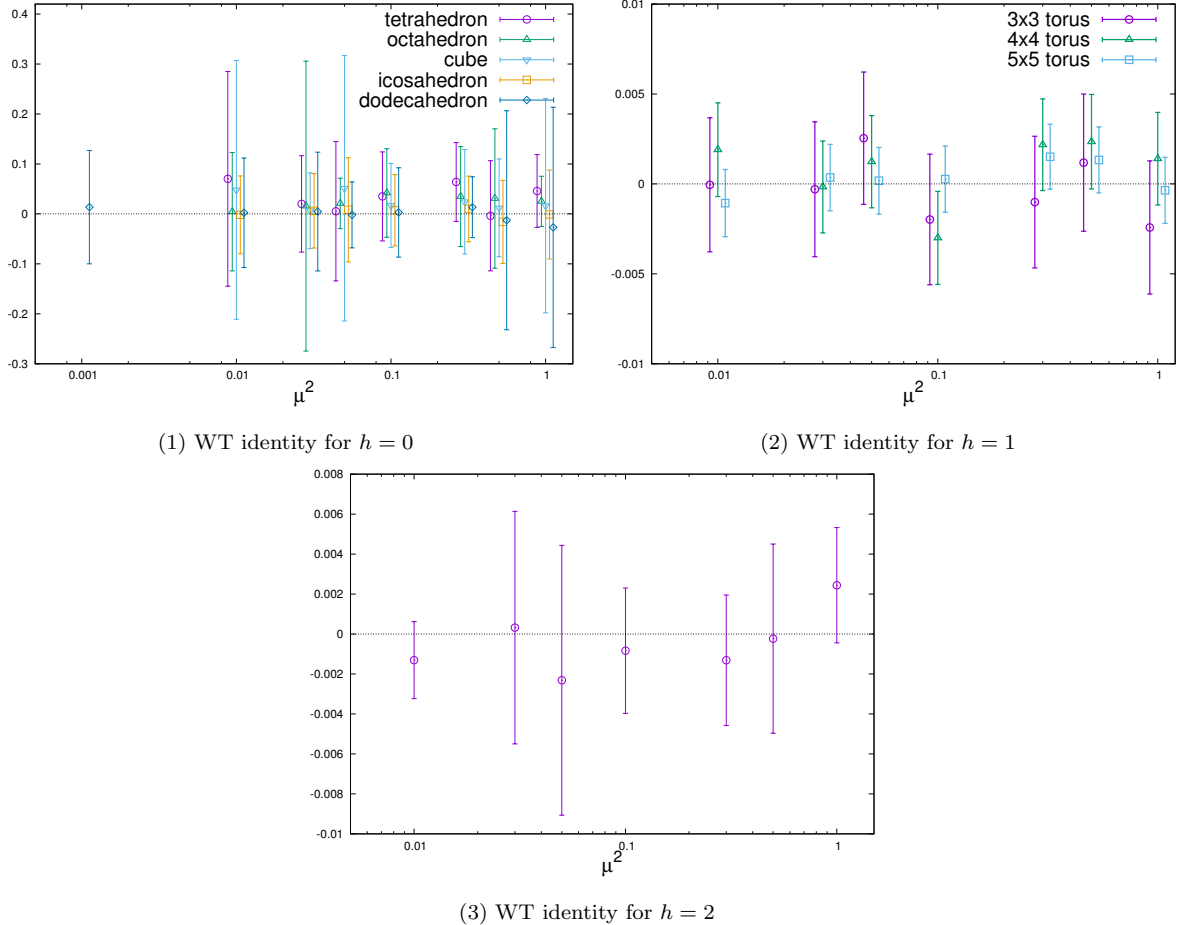 0.4
0.3
0.2
0.1
0
-0.1
-0.2
-0.3
0.001
0.01
0.1
1
μ²
tetrahedron
octahedron
cube
icosahedron
dodecahedron
(1) WT identity for h = 0
0.01
0.005
0
-0.005
-0.01
0.01
0.1
1
μ²
3x3 torus
4x4 torus
5x5 torus
(2) WT identity for h = 1
0.008
0.006
0.004
0.002
0
-0.002
-0.004
-0.006
-0.008
-0.01
0.01
0.1
1
μ²
(3) WT identity for h = 2